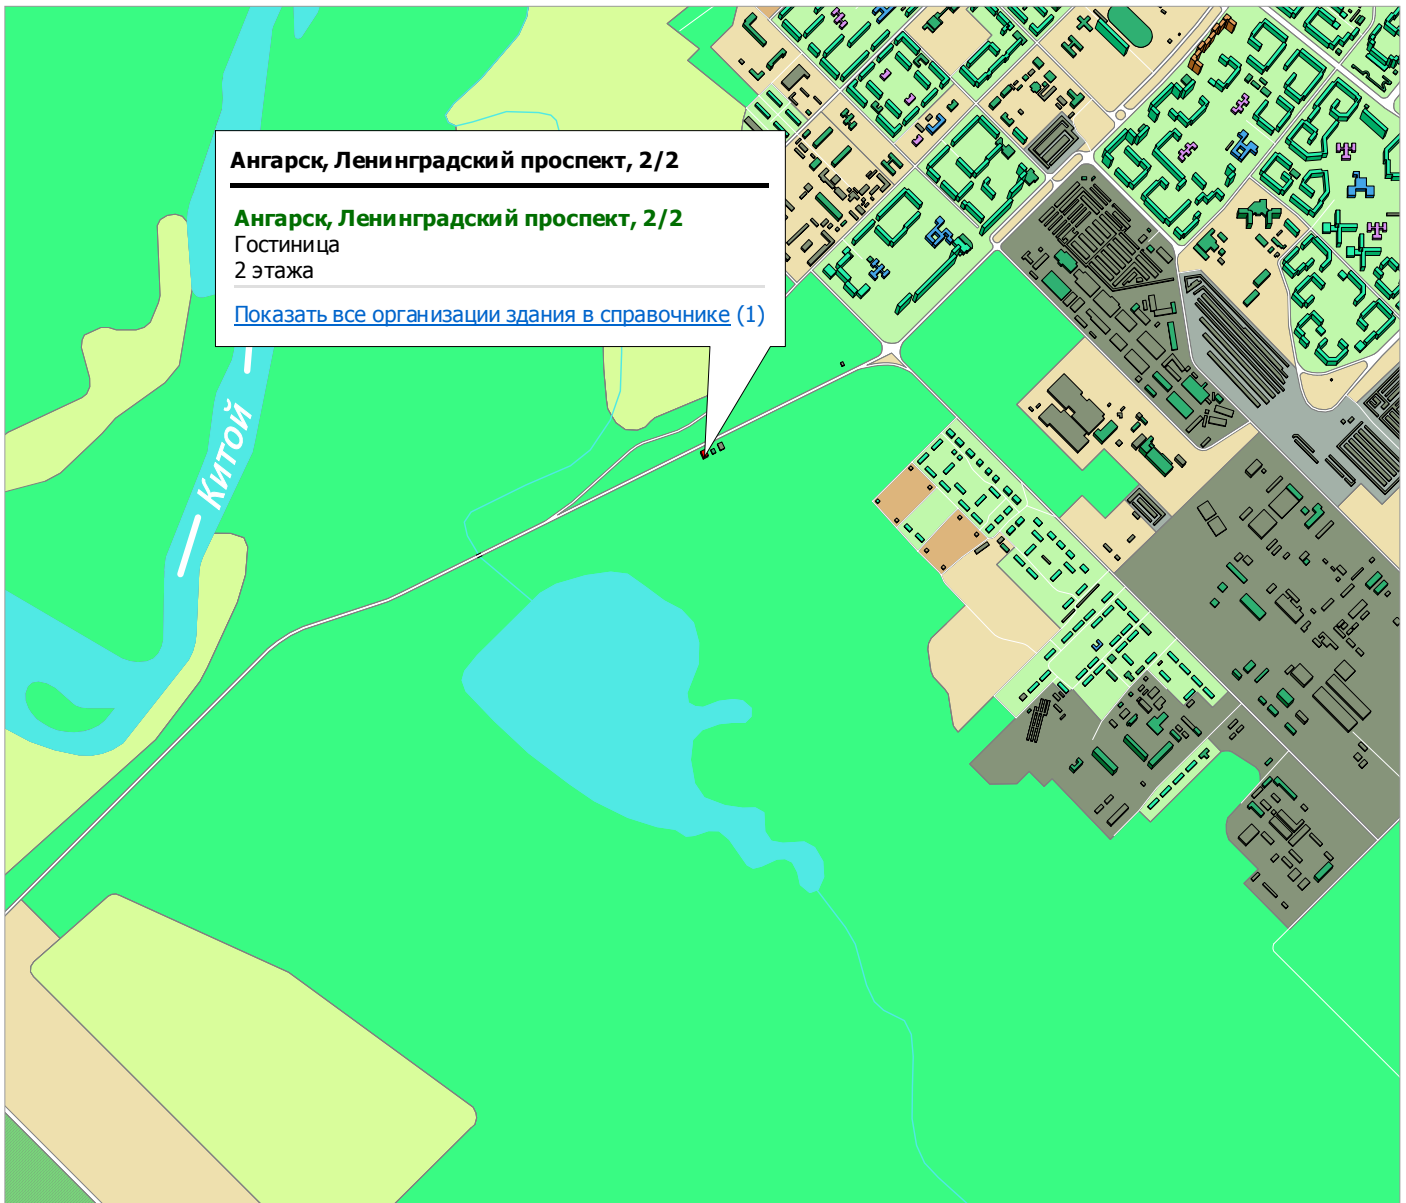 Ангарск, Ленинградский проспект, 2/2
Ангарск, Ленинградский проспект, 2/2
Гостиница
2 этажа
Показать все организации здания в справочнике (1)
Китой